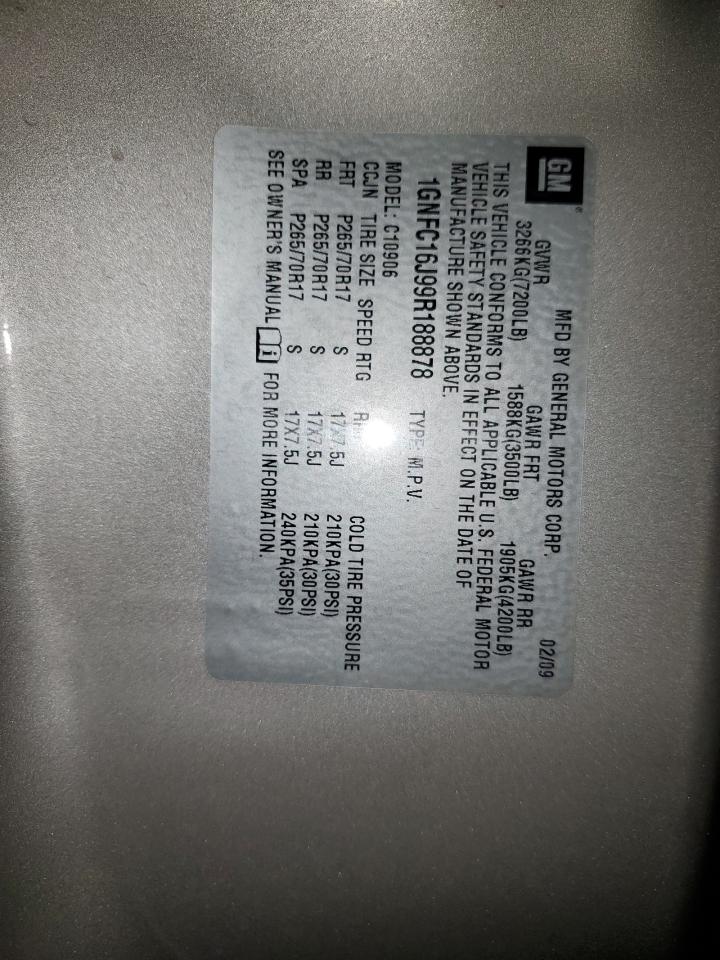 GM®
MFD BY GENERAL MOTORS CORP. 02/09
GVWR GAWR FRT GAWR RR
3266KG(7200LB) 1588KG(3500LB) 1905KG(4200LB)
THIS VEHICLE CONFORMS TO ALL APPLICABLE U.S. FEDERAL MOTOR
VEHICLE SAFETY STANDARDS IN EFFECT ON THE DATE OF
MANUFACTURE SHOWN ABOVE.
1GNFC16J99R188878 TYPE: M.P.V.
MODEL: C10906
CCJN TIRE SIZE SPEED RTG COLD TIRE PRESSURE
FRT P265/70R17 S 17X7.5J 210KPA(30PSI)
RR P265/70R17 S 17X7.5J 210KPA(30PSI)
SPA P265/70R17 S 17X7.5J 240KPA(35PSI)
SEE OWNER'S MANUAL i FOR MORE INFORMATION.